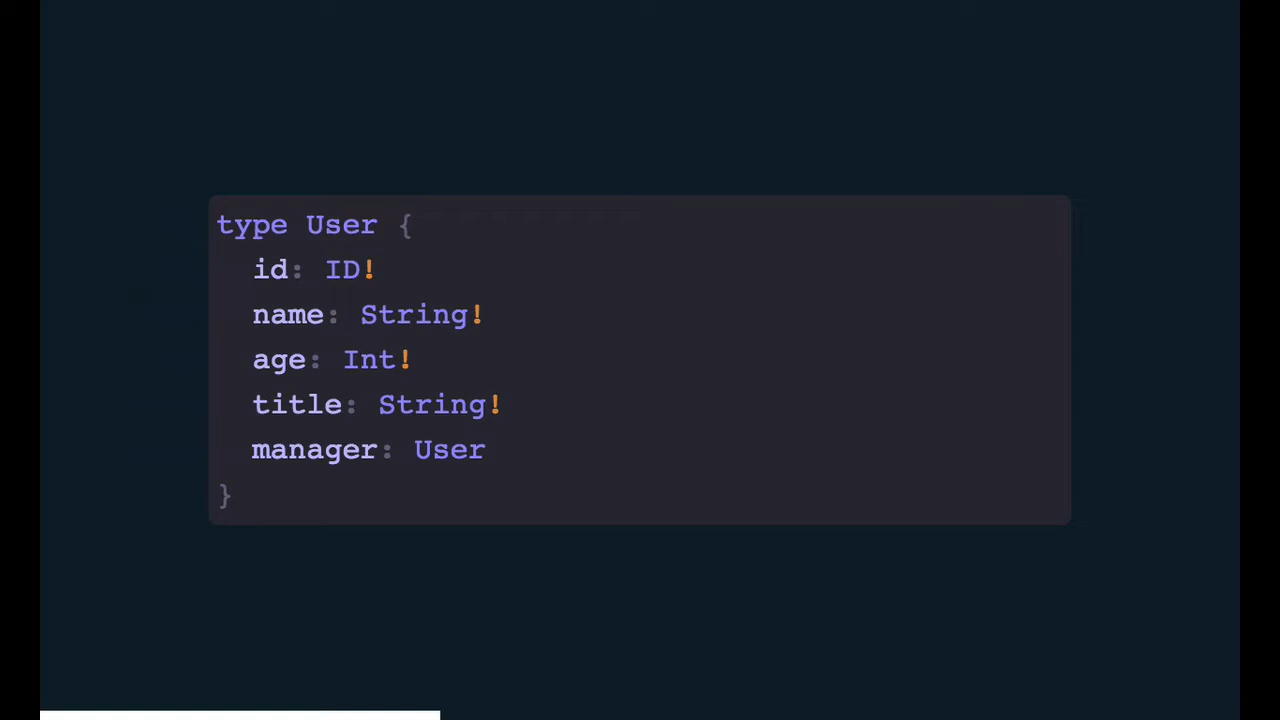 type User {
  id: ID!
  name: String!
  age: Int!
  title: String!
  manager: User
}